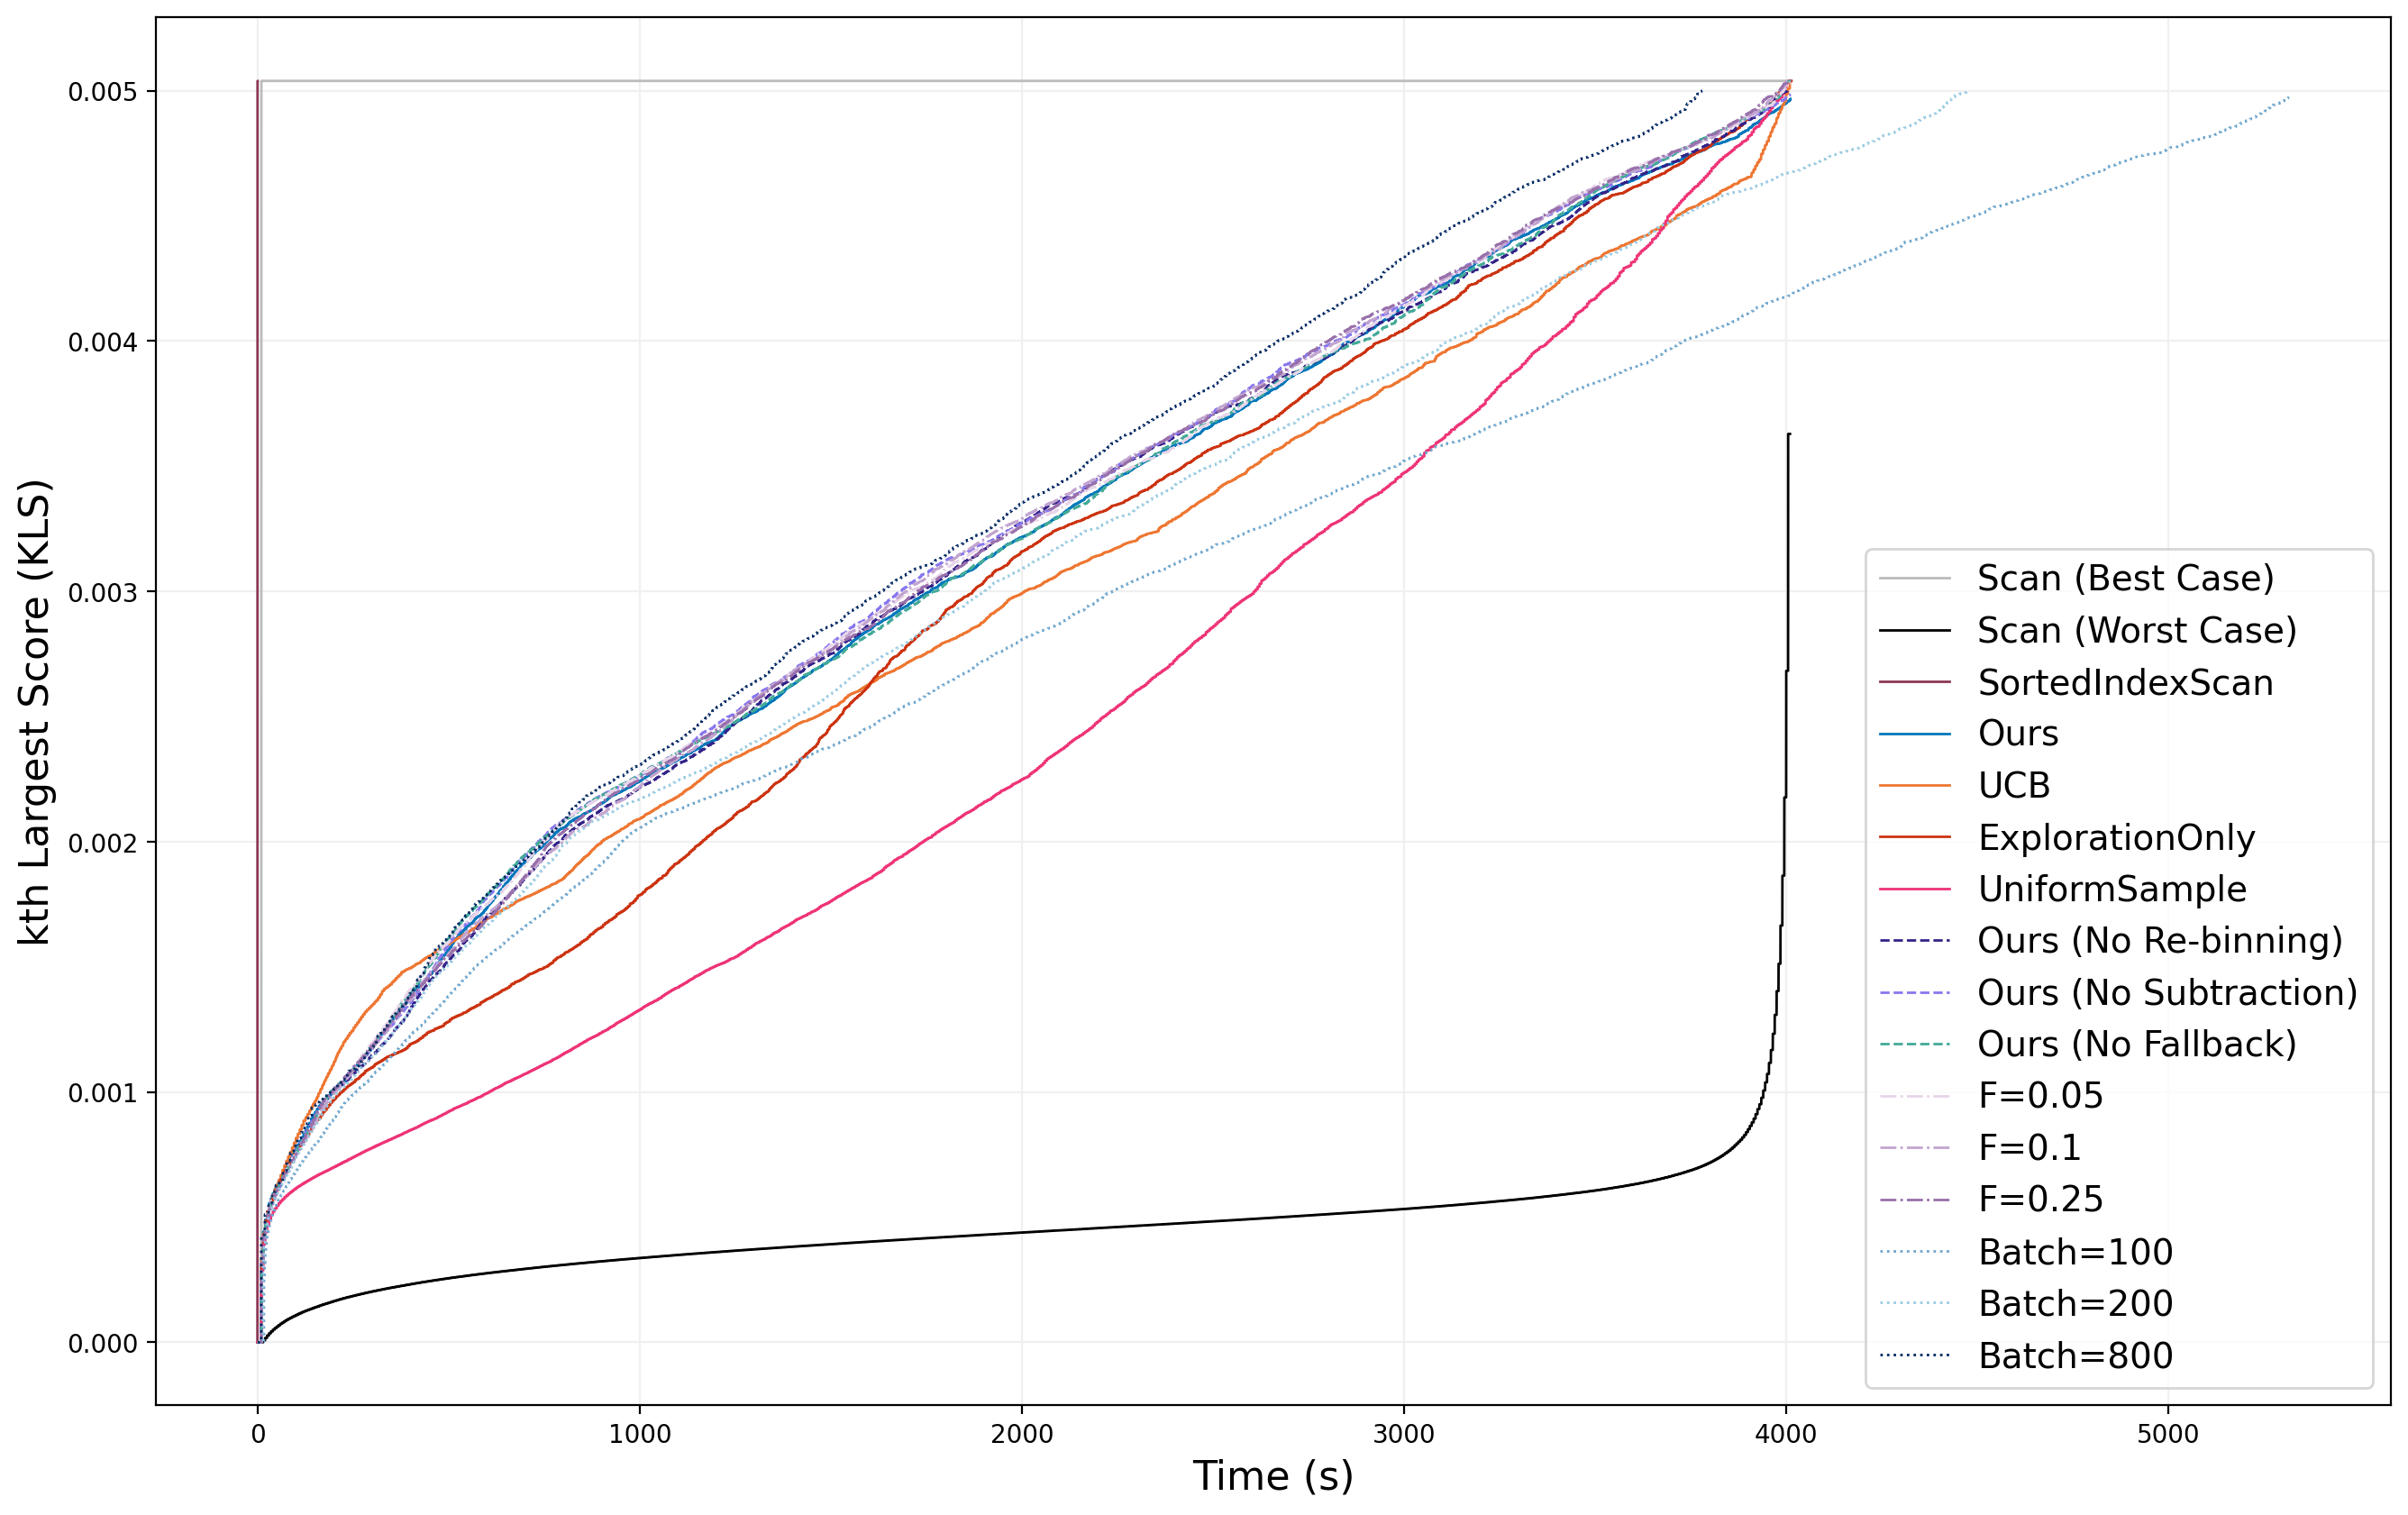 kth Largest Score (KLS)
0.005
0.004
0.003
0.002
0.001
0.000
0
1000
2000
3000
4000
5000
Time (s)
Scan (Best Case)
Scan (Worst Case)
SortedIndexScan
Ours
UCB
ExplorationOnly
UniformSample
Ours (No Re-binning)
Ours (No Subtraction)
Ours (No Fallback)
F=0.05
F=0.1
F=0.25
Batch=100
Batch=200
Batch=800